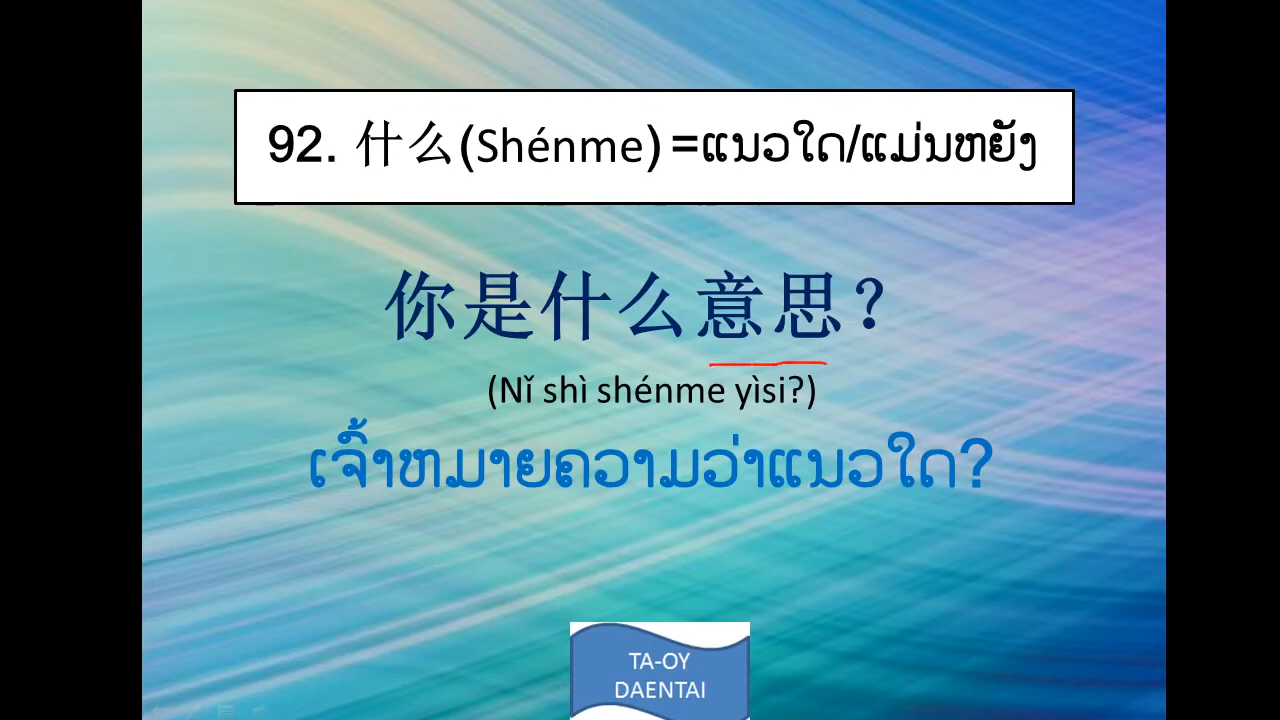 92. 什么(Shénme) =ແນວໃດ/ແມ່ນຫຍັງ
你是什么意思？
(Nǐ shì shénme yìsi?)
ເຈົ້າຫມາຍຄວາມວ່າແນວໃດ?
TA-OY
DAENTAI